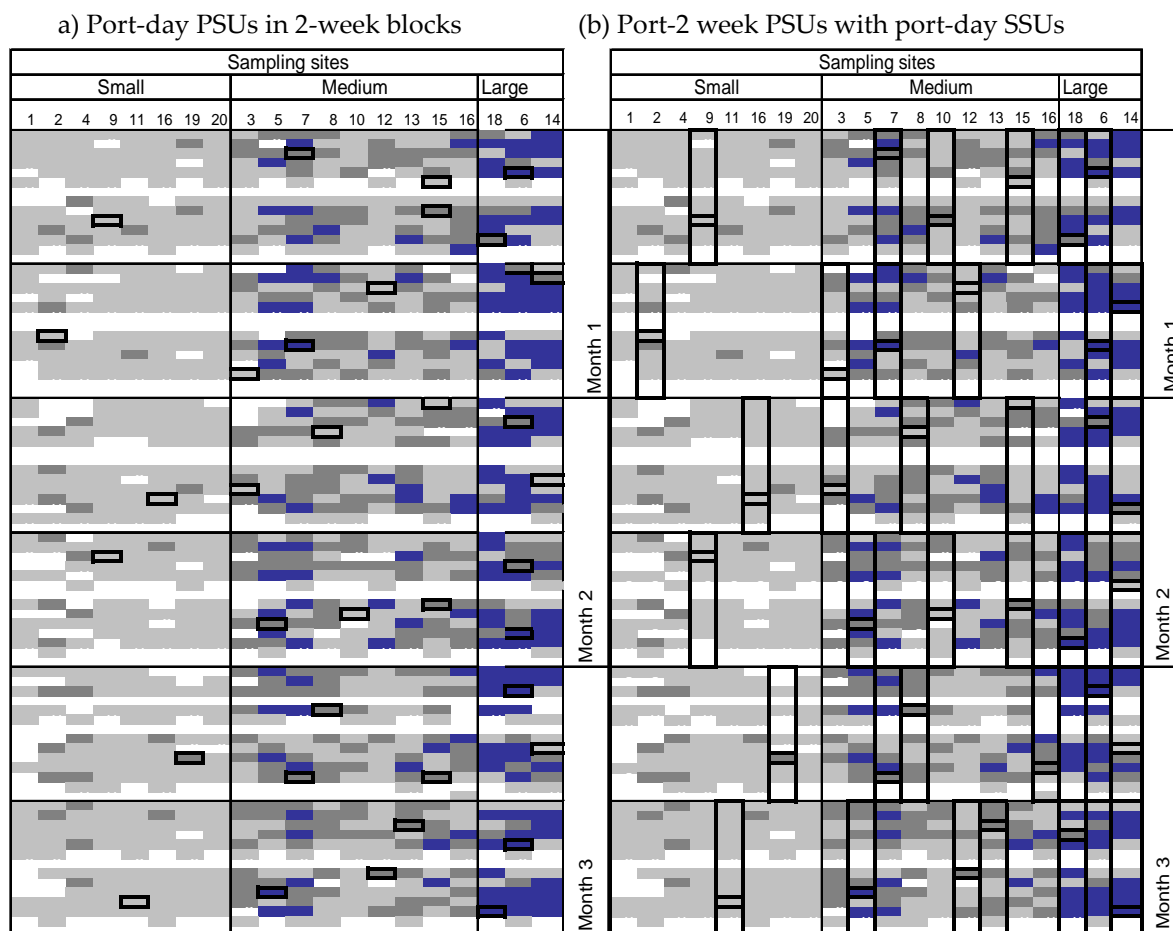 a) Port-day PSUs in 2-week blocks
(b) Port-2 week PSUs with port-day SSUs
Sampling sites
Small Medium Large
1 2 4 9 11 16 19 20 3 5 7 8 10 12 13 15 16 18 6 14
Month 1
Month 2
Month 3
Sampling sites
Small Medium Large
1 2 4 9 11 16 19 20 3 5 7 8 10 12 13 15 16 18 6 14
Month 1
Month 2
Month 3